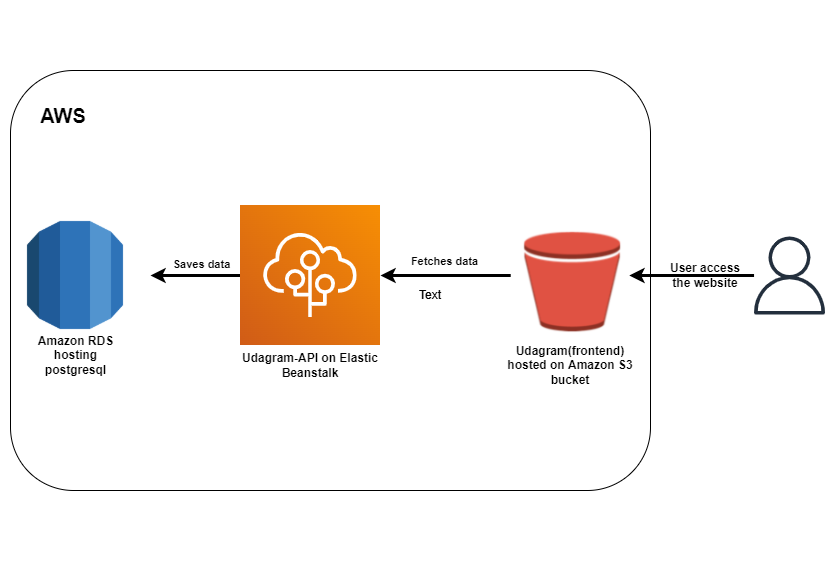 AWS
Saves data
Fetches data
Text
User access
the website
Amazon RDS
hosting
postgresql
Udagram-API on Elastic
Beanstalk
Udagram(frontend)
hosted on Amazon S3
bucket